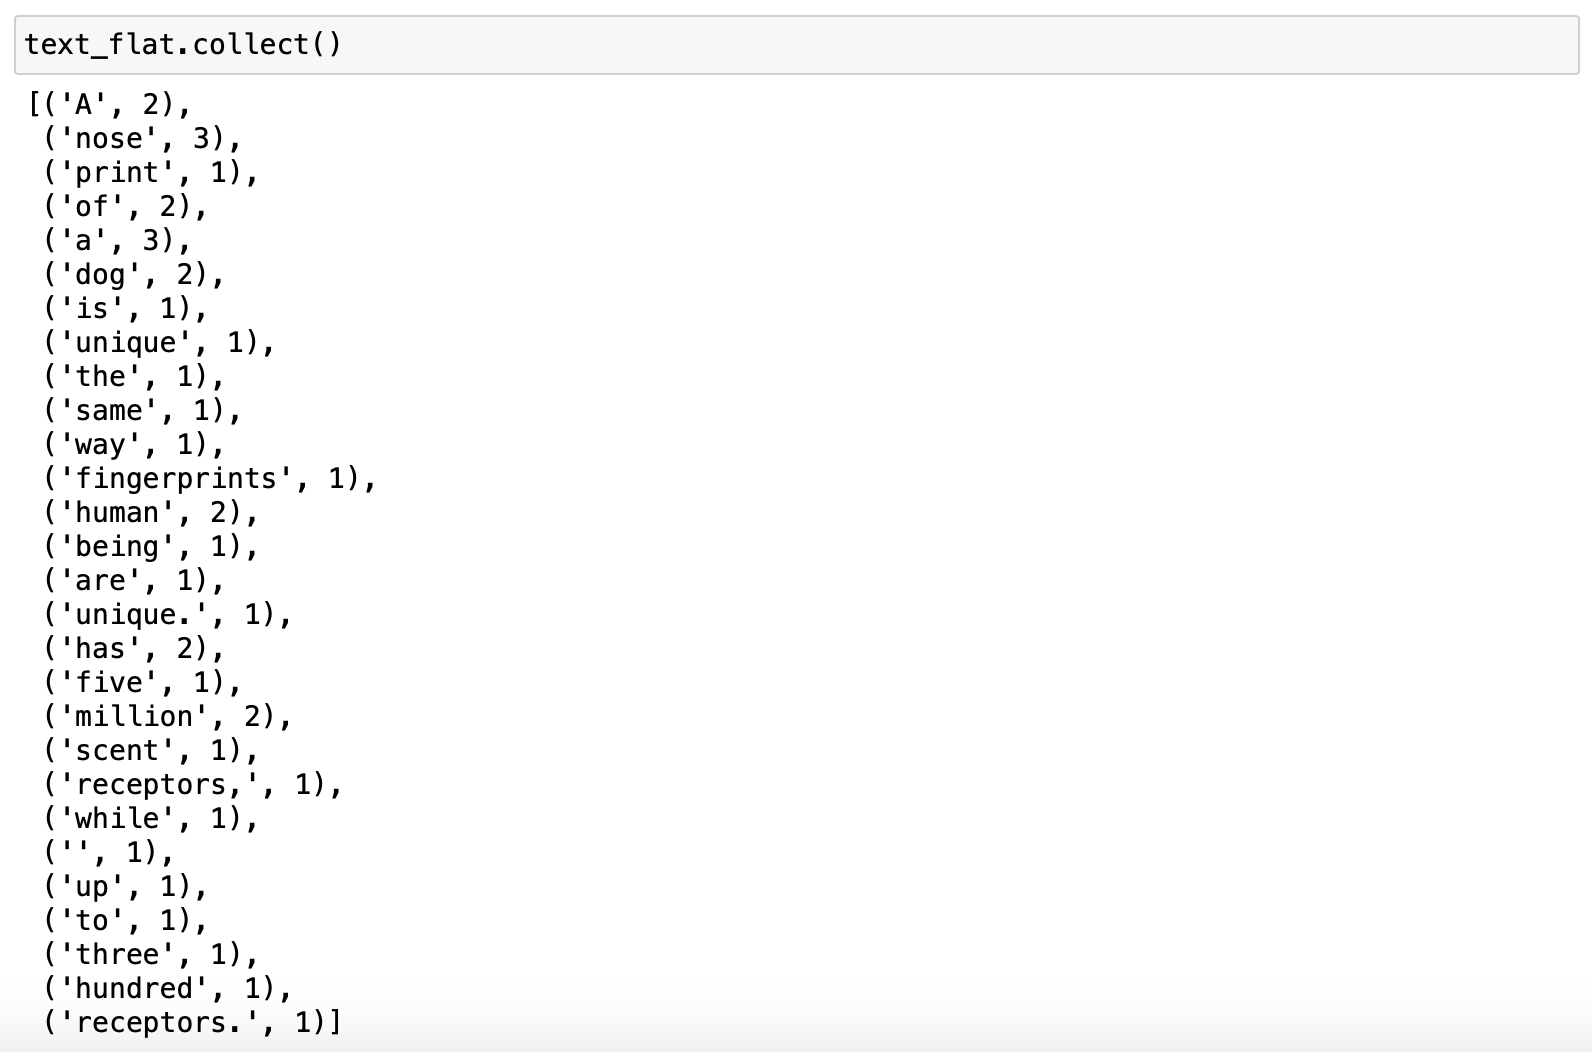 text_flat.collect()
[('A', 2),
('nose', 3),
('print', 1),
('of', 2),
('a', 3),
('dog', 2),
('is', 1),
('unique', 1),
('the', 1),
('same', 1),
('way', 1),
('fingerprints', 1),
('human', 2),
('being', 1),
('are', 1),
('unique.', 1),
('has', 2),
('five', 1),
('million', 2),
('scent', 1),
('receptors,', 1),
('while', 1),
('', 1),
('up', 1),
('to', 1),
('three', 1),
('hundred', 1),
('receptors.', 1)]